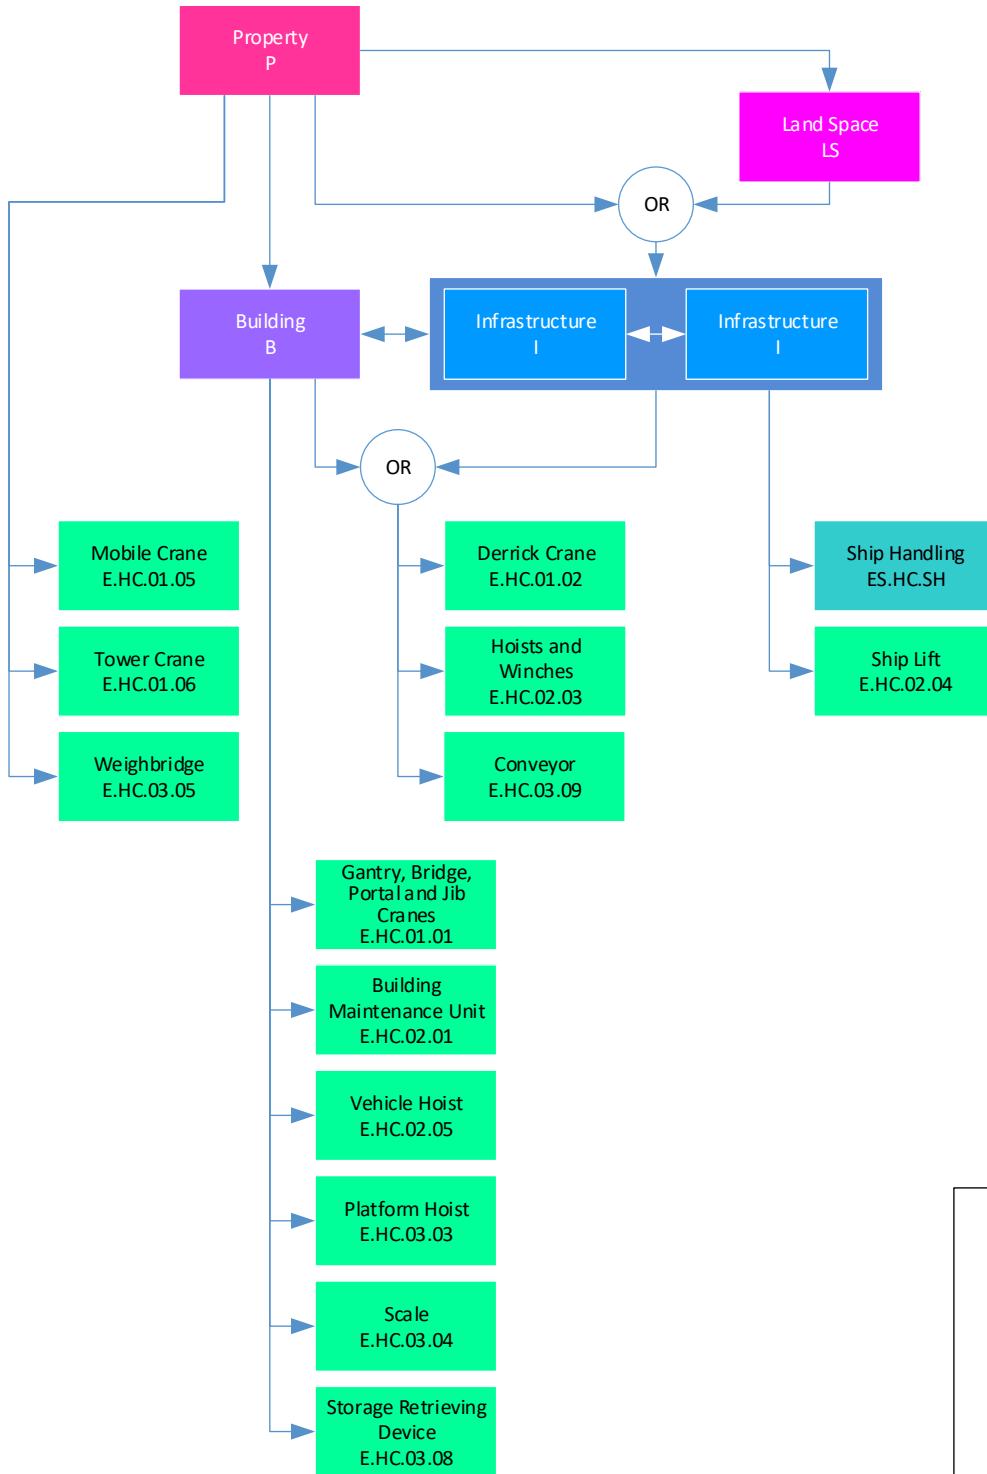 Property
P
Land Space
LS
OR
Building
B
Infrastructure
I
Infrastructure
I
OR
Mobile Crane
E.HC.01.05
Derrick Crane
E.HC.01.02
Ship Handling
ES.HC.SH
Tower Crane
E.HC.01.06
Hoists and
Winches
E.HC.02.03
Ship Lift
E.HC.02.04
Weighbridge
E.HC.03.05
Conveyor
E.HC.03.09
Gantry, Bridge,
Portal and Jib
Cranes
E.HC.01.01
Building
Maintenance Unit
E.HC.02.01
Vehicle Hoist
E.HC.02.05
Platform Hoist
E.HC.03.03
Scale
E.HC.03.04
Storage Retrieving
Device
E.HC.03.08